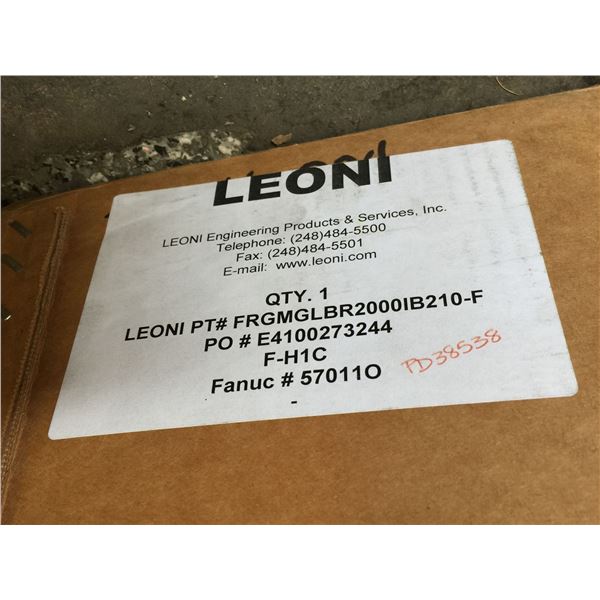 LEONI
LEONI Engineering Products & Services, Inc.
Telephone: (248)484-5500
Fax: (248)484-5501
E-mail: www.leoni.com
QTY. 1
LEONI PT# FRGMGLBR2000IB210-F
PO # E4100273244
F-H1C
Fanuc # 57011O
PD38538
-